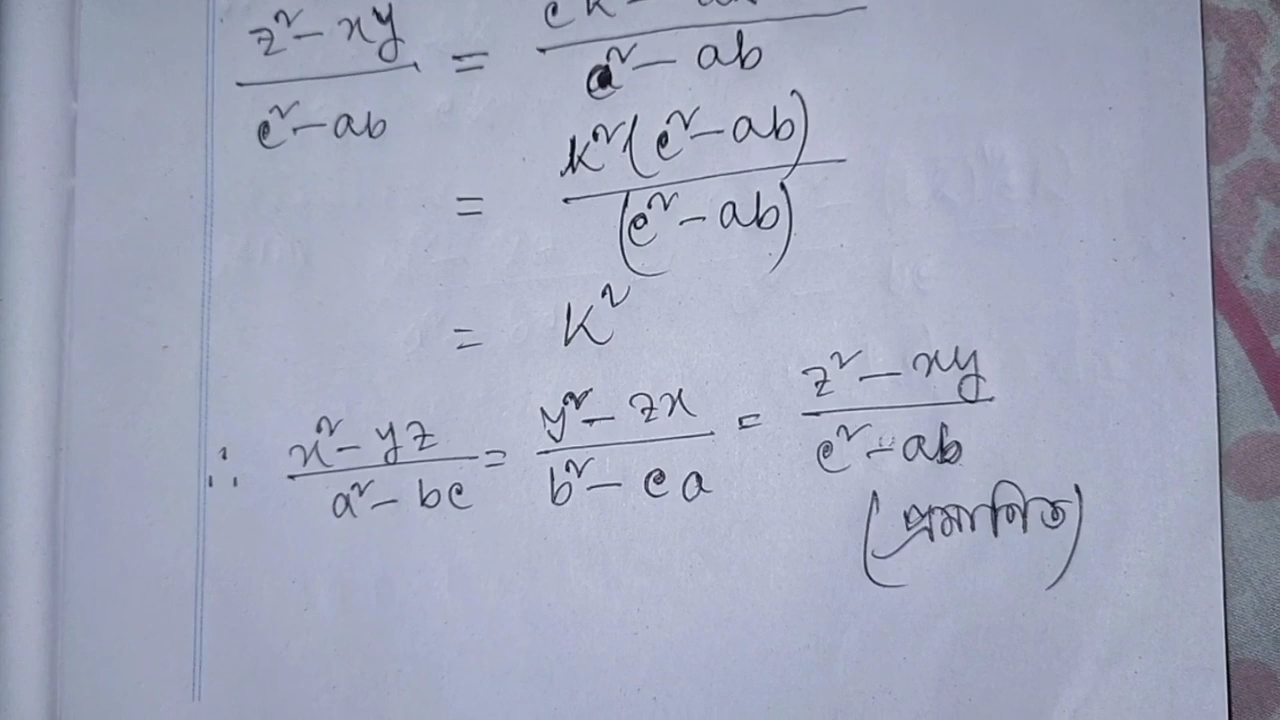 z² - xy / c² - ab = / c² - ab
= k²(c² - ab) / (c² - ab)
= k²
∴ x² - yz / a² - bc = y² - zx / b² - ca = z² - xy / c² - ab
(প্রমাণিত)